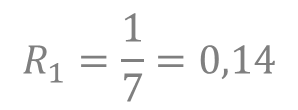 R₁ = 1/7 = 0,14